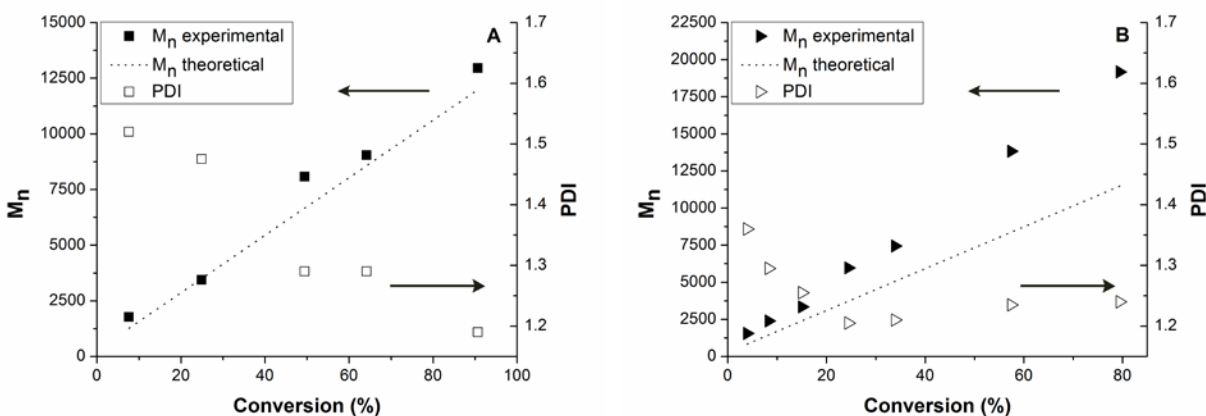 A
Mn experimental
Mn theoretical
PDI
15000
12500
10000
7500
5000
2500
0
Mn
1.7
1.6
1.5
1.4
1.3
1.2
PDI
0 20 40 60 80 100
Conversion (%)
B
Mn experimental
Mn theoretical
PDI
22500
20000
17500
15000
12500
10000
7500
5000
2500
0
Mn
1.7
1.6
1.5
1.4
1.3
1.2
PDI
0 20 40 60 80
Conversion (%)